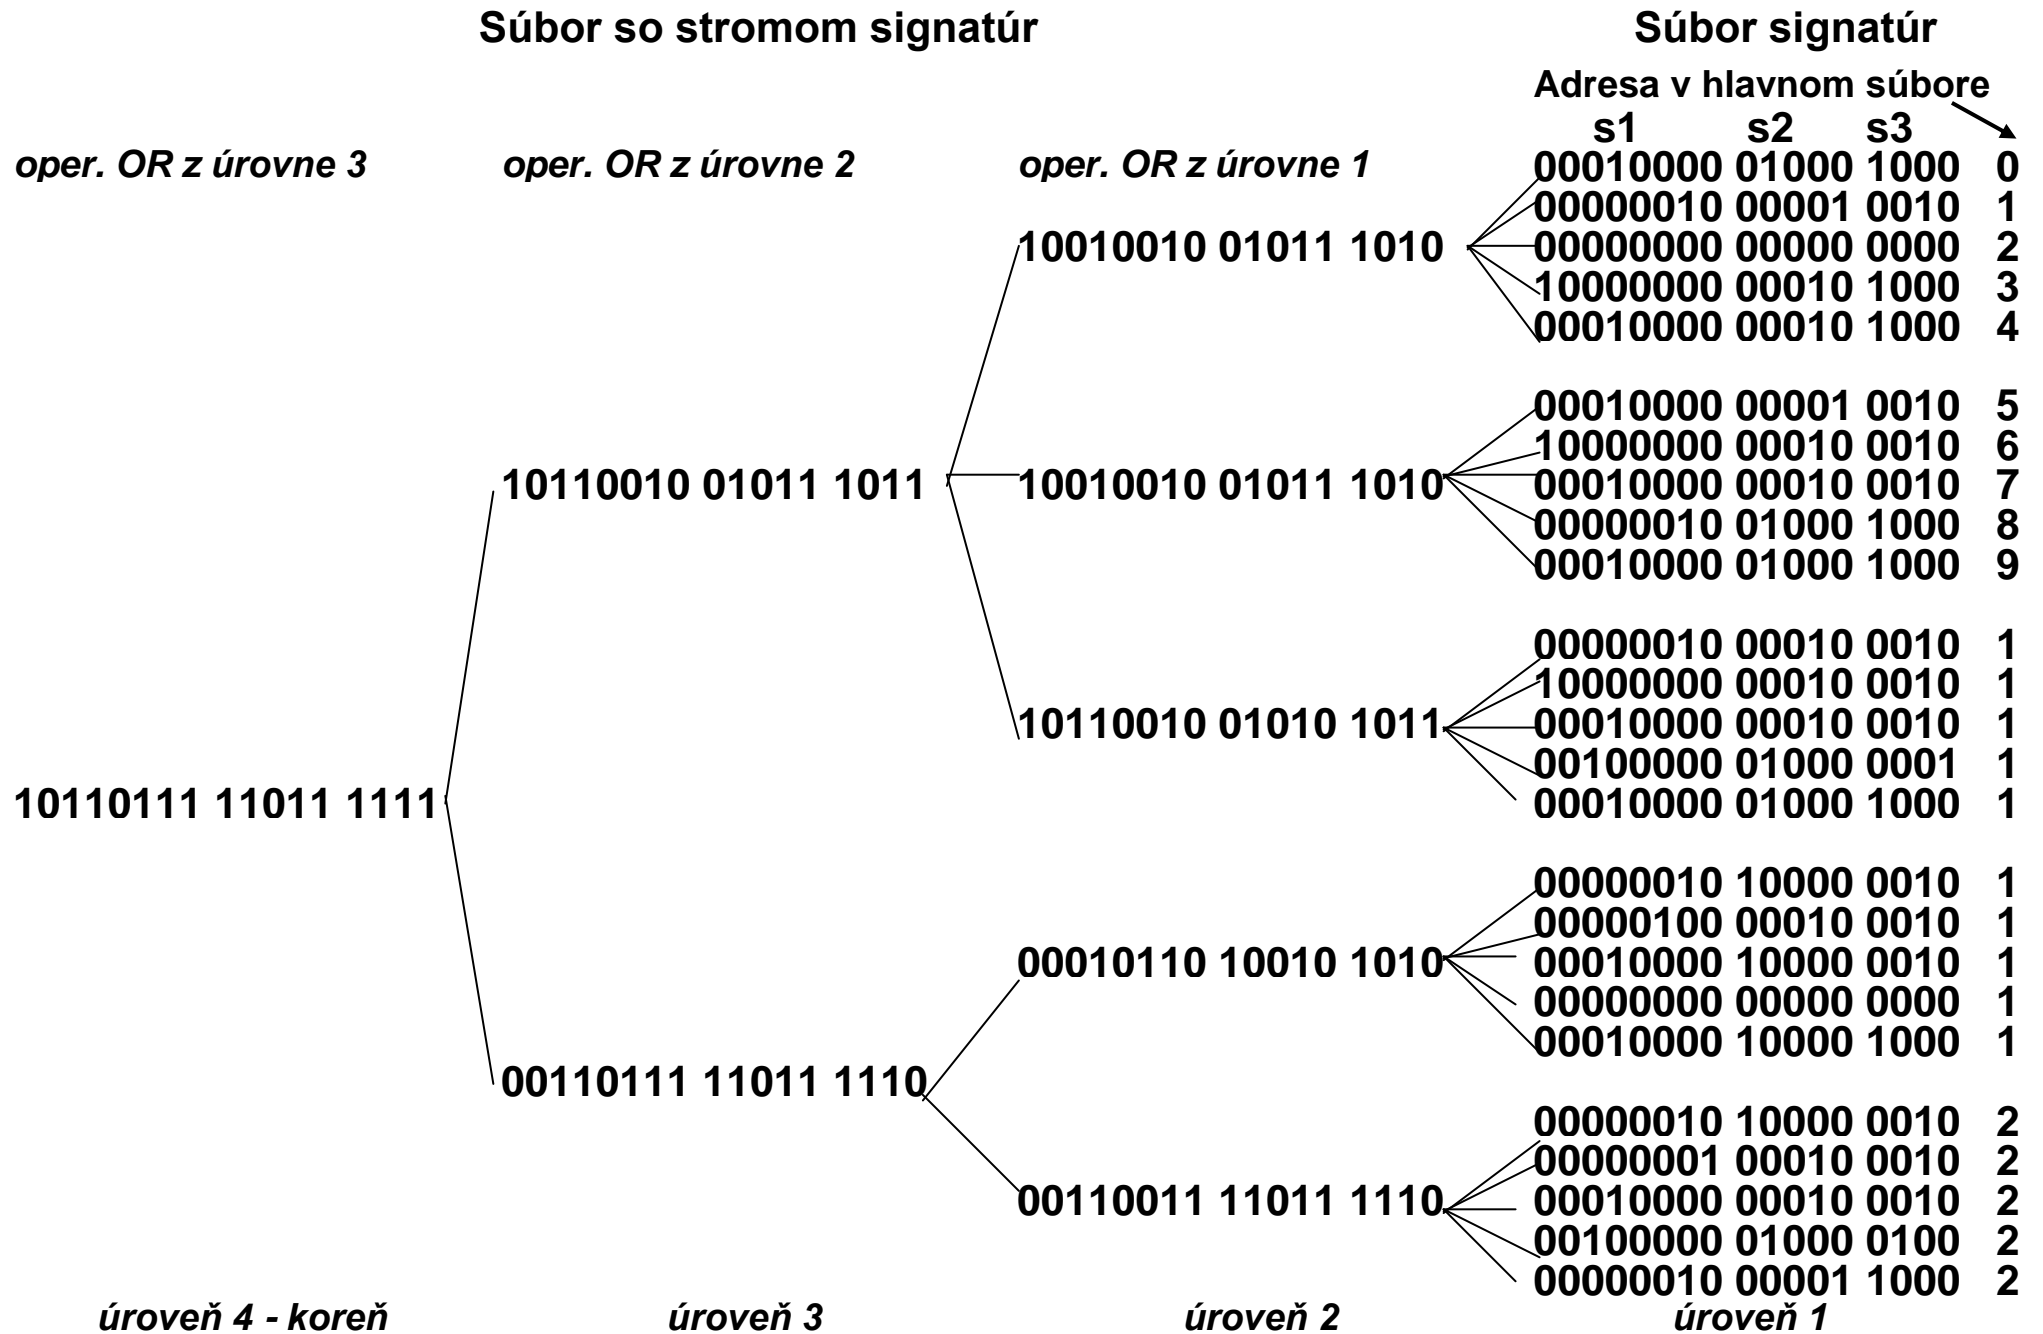 Súbor so stromom signatúr
Súbor signatúr
Adresa v hlavnom súbore
s1 s2 s3
oper. OR z úrovne 3
oper. OR z úrovne 2
oper. OR z úrovne 1
00010000 01000 1000 0
00000010 00001 0010 1
10010010 01011 1010
00000000 00000 0000 2
10000000 00010 1000 3
00010000 00010 1000 4
00010000 00001 0010 5
10000000 00010 0010 6
10110010 01011 1011
10010010 01011 1010
00010000 00010 0010 7
00000010 01000 1000 8
00010000 01000 1000 9
00000010 00010 0010 1
10000000 00010 0010 1
10110010 01010 1011
00010000 00010 0010 1
00100000 01000 0001 1
10110111 11011 1111
00010000 01000 1000 1
00000010 10000 0010 1
00000100 00010 0010 1
00010110 10010 1010
00010000 10000 0010 1
00000000 00000 0000 1
00010000 10000 1000 1
00110111 11011 1110
00000010 10000 0010 2
00000001 00010 0010 2
00110011 11011 1110
00010000 00010 0010 2
00100000 01000 0100 2
00000010 00001 1000 2
úroveň 4 - koreň
úroveň 3
úroveň 2
úroveň 1